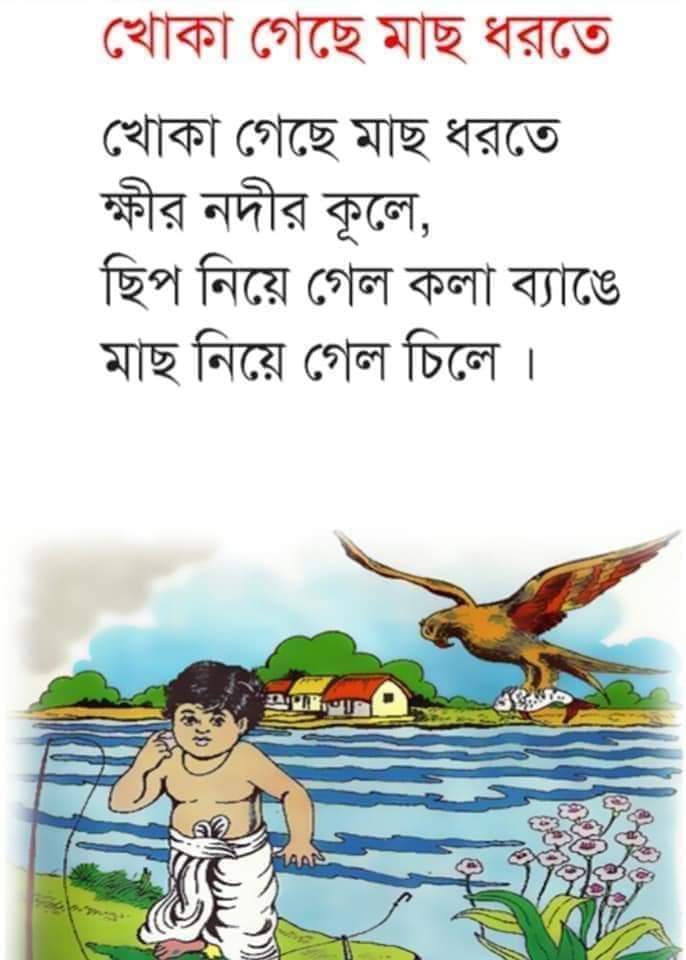 খোকা গেছে মাছ ধরতে
খোকা গেছে মাছ ধরতে
ক্ষীর নদীর কূলে,
ছিপ নিয়ে গেল কলা ব্যাঙে
মাছ নিয়ে গেল চিলে ।